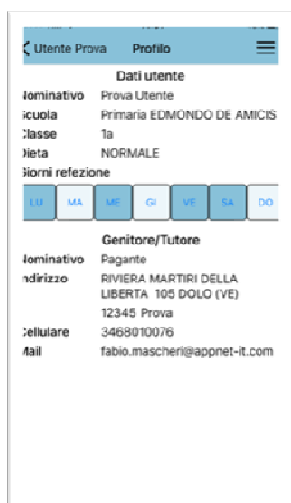 Utente Prova Profilo
Dati utente
Nominativo Prova Utente
Scuola Primaria EDMONDO DE AMICIS
Classe 1a
Dieta NORMALE
Giorni refezione
LU MA ME GI VE SA DO
Genitore/Tutore
Nominativo Pagante
Indirizzo RIVIERA MARTIRI DELLA
LIBERTA 105 DOLO (VE)
12345 Prova
Cellulare 3468010076
Mail fabio.mascheri@appnet-it.com